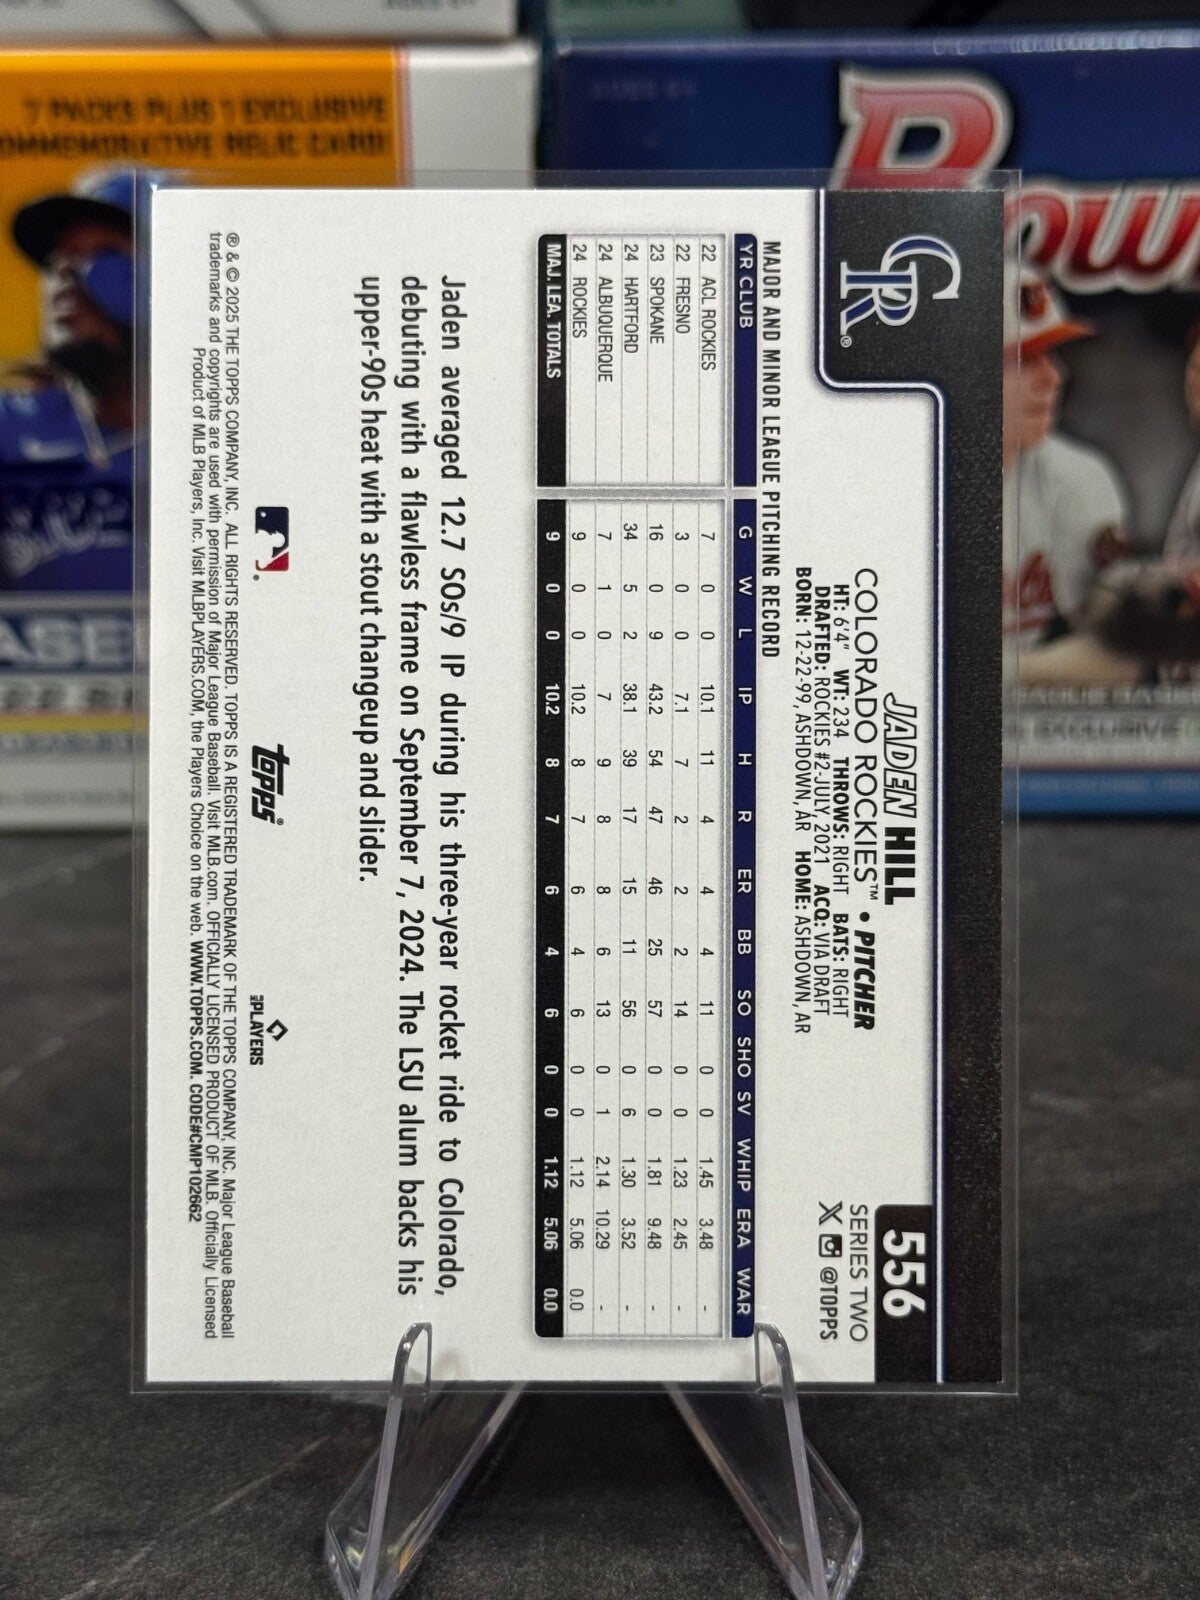 7 PACKS PLUS 1 EXCLUSIVE
COMMEMORATIVE RELIC CARD!
Bowm
CR®
JADEN HILL
COLORADO ROCKIES™ • PITCHER
HT: 6'4" WT: 234 THROWS: RIGHT BATS: RIGHT
DRAFTED: ROCKIES #2-JULY, 2021 ACQ: VIA DRAFT
BORN: 12-22-99, ASHDOWN, AR HOME: ASHDOWN, AR
556
SERIES TWO
@TOPPS
MAJOR AND MINOR LEAGUE PITCHING RECORD
YR CLUB G W L IP H R ER BB SO SHO SV WHIP ERA WAR
22 ACL ROCKIES 7 0 0 10.1 11 4 4 4 11 0 0 1.45 3.48 -
22 FRESNO 3 0 0 7.1 7 2 2 2 14 0 0 1.23 2.45 -
23 SPOKANE 16 0 9 43.2 54 47 46 25 57 0 0 1.81 9.48 -
24 HARTFORD 34 5 2 38.1 39 17 15 11 56 0 6 1.30 3.52 -
24 ALBUQUERQUE 7 1 0 7 9 8 8 6 13 0 1 2.14 10.29 -
24 ROCKIES 9 0 0 10.2 8 7 6 4 6 0 0 1.12 5.06 0.0
MAJ. LEA. TOTALS 9 0 0 10.2 8 7 6 4 6 0 0 1.12 5.06 0.0
Jaden averaged 12.7 SOs/9 IP during his three-year rocket ride to Colorado,
debuting with a flawless frame on September 7, 2024. The LSU alum backs his
upper-90s heat with a stout changeup and slider.
topps®
PLAYERS
® & © 2025 THE TOPPS COMPANY, INC. ALL RIGHTS RESERVED. TOPPS IS A REGISTERED TRADEMARK OF THE TOPPS COMPANY, INC. Major League Baseball
trademarks and copyrights are used with permission of Major League Baseball. Visit MLB.com. OFFICIALLY LICENSED PRODUCT OF MLB. Officially Licensed
Product of MLB Players, Inc. Visit MLBPLAYERS.COM, the Players Choice on the web. WWW.TOPPS.COM. CODE#CMP102662